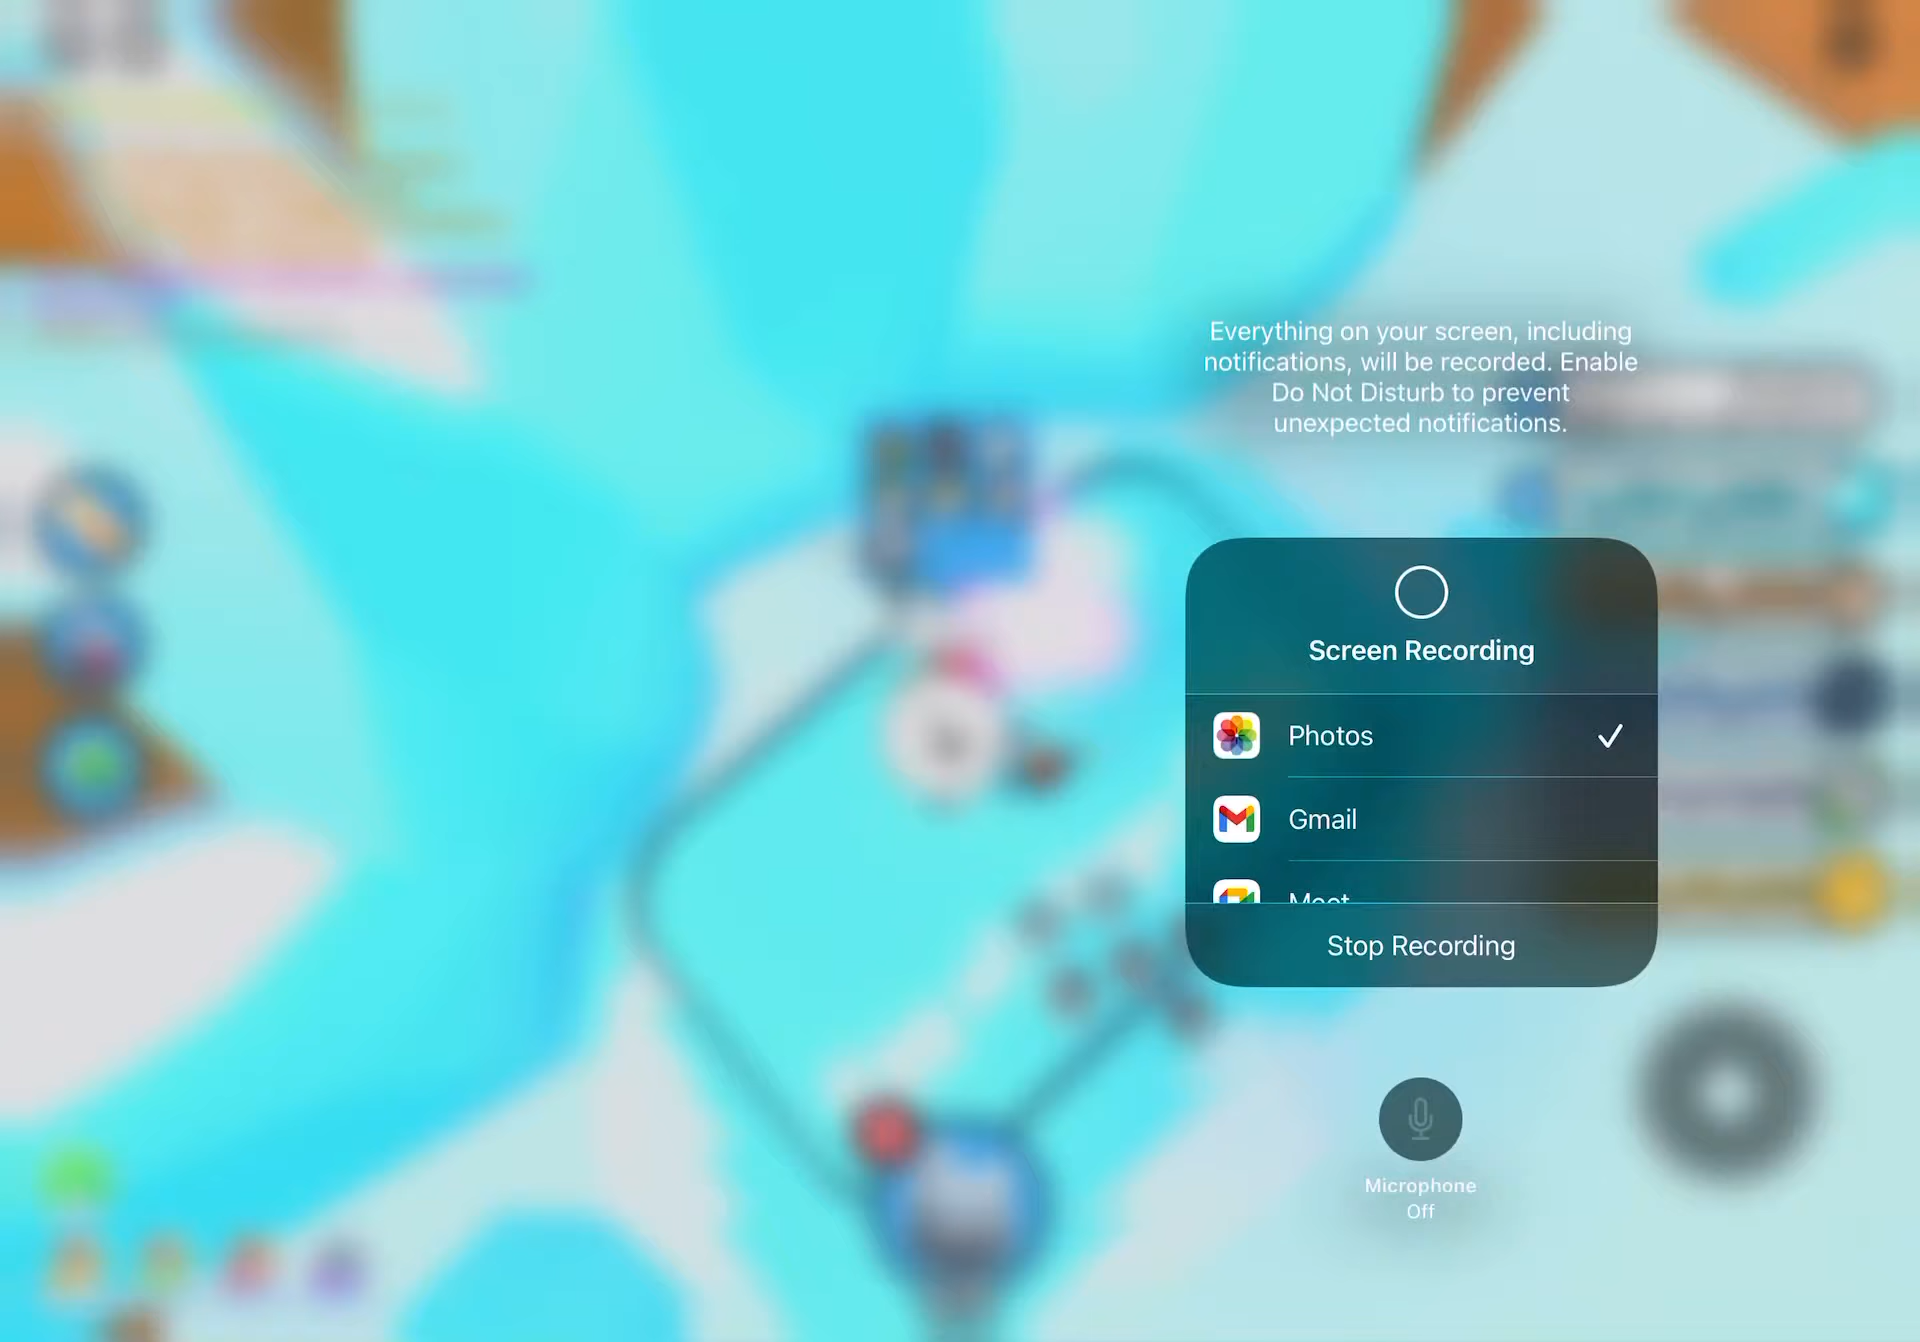 Everything on your screen, including
notifications, will be recorded. Enable
Do Not Disturb to prevent
unexpected notifications.
Screen Recording
Photos
Gmail
Meet
Stop Recording
Microphone
Off